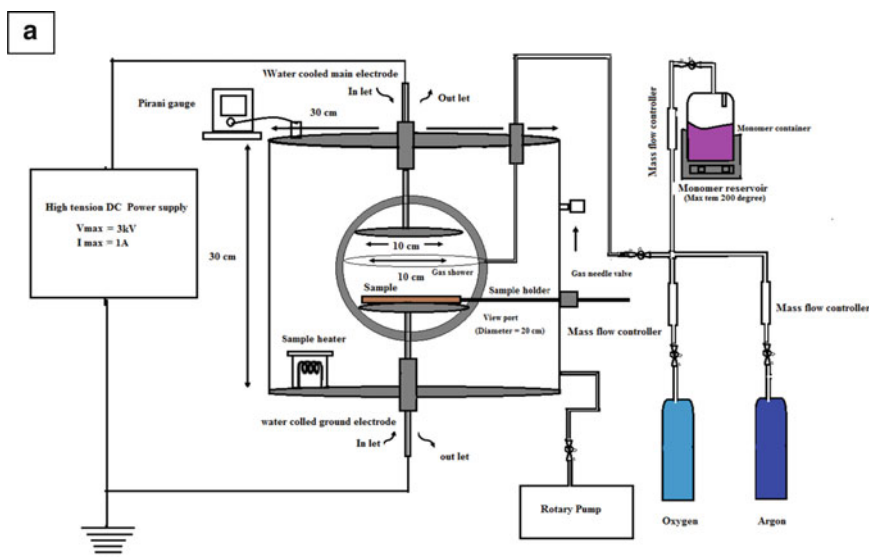 a
Water cooled main electrode
In let
Out let
Pirani gauge
30 cm
High tension DC Power supply
Vmax = 3kV
I max = 1A
30 cm
10 cm
10 cm
Gas shower
Sample
Sample holder
View port
(Diameter = 20 cm)
Gas needle valve
Sample heater
water colled ground electrode
In let
out let
Mass flow controller
Monomer container
Monomer reservoir
(Max tem 200 degree)
Mass flow controller
Mass flow controller
Rotary Pump
Oxygen
Argon